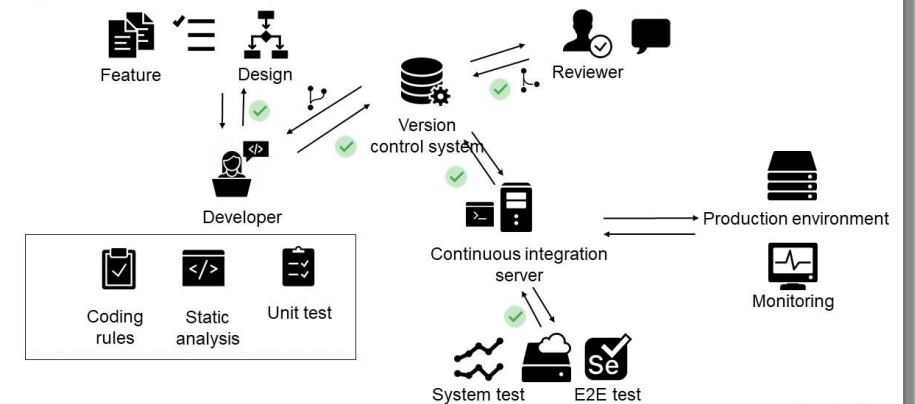 Feature
Design
Reviewer
Version
control system
</>
Developer
>_
Production environment
Continuous integration
server
</>
Coding
rules
Static
analysis
Unit test
Monitoring
Se
System test
E2E test